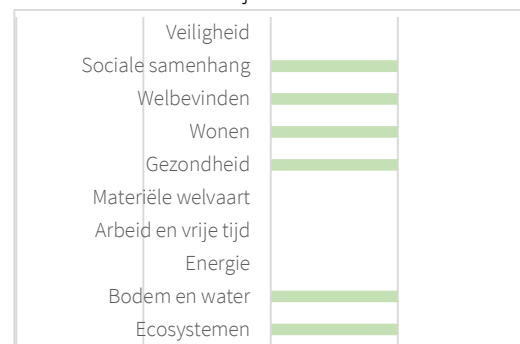 Veiligheid
Sociale samenhang
Welbevinden
Wonen
Gezondheid
Materiële welvaart
Arbeid en vrije tijd
Energie
Bodem en water
Ecosystemen